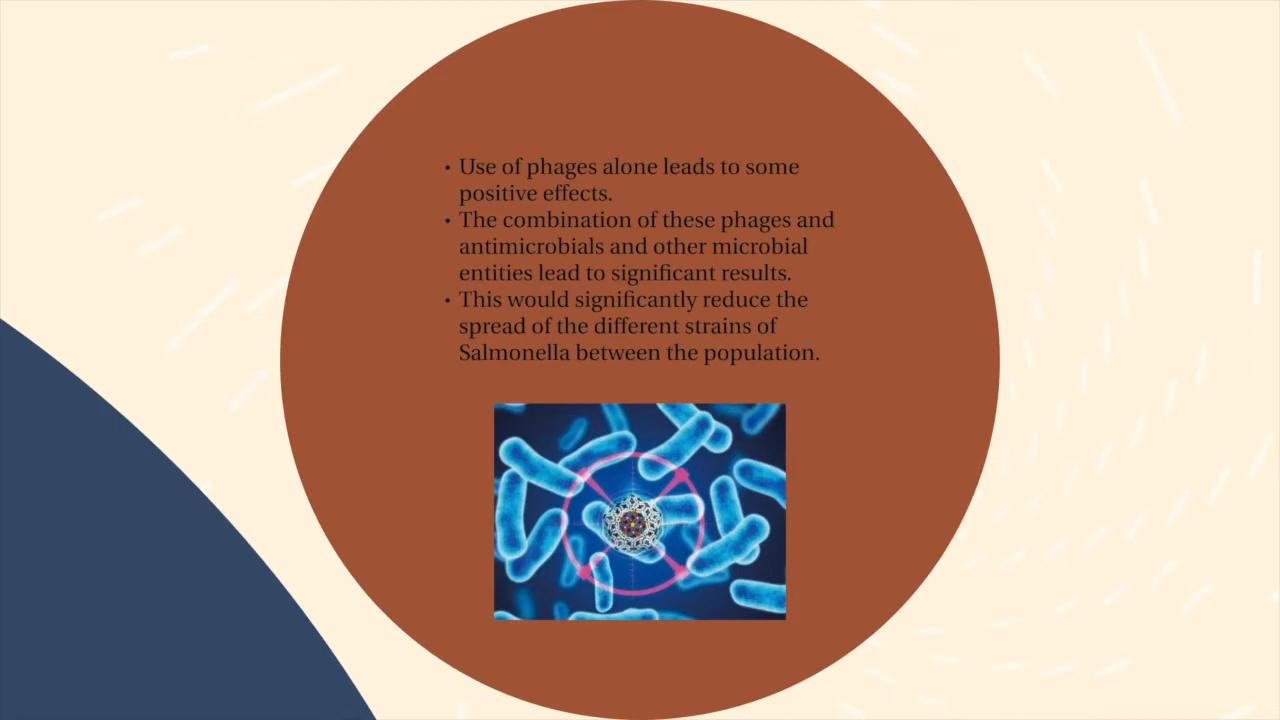 • Use of phages alone leads to some
positive effects.
• The combination of these phages and
antimicrobials and other microbial
entities lead to significant results.
• This would significantly reduce the
spread of the different strains of
Salmonella between the population.